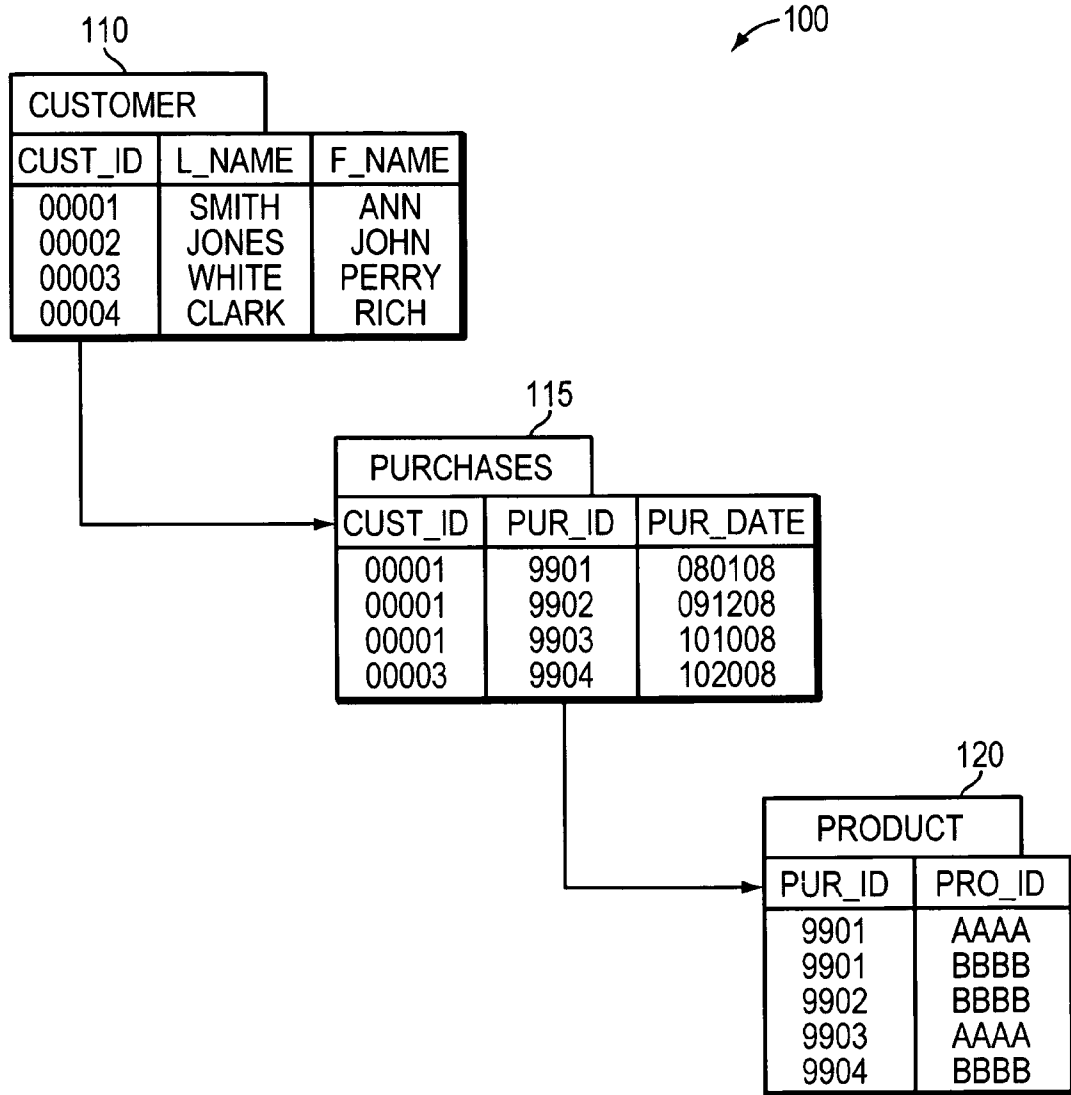 100
110
CUSTOMER
CUST_ID L_NAME F_NAME
00001 SMITH ANN
00002 JONES JOHN
00003 WHITE PERRY
00004 CLARK RICH
115
PURCHASES
CUST_ID PUR_ID PUR_DATE
00001 9901 080108
00001 9902 091208
00001 9903 101008
00003 9904 102008
120
PRODUCT
PUR_ID PRO_ID
9901 AAAA
9901 BBBB
9902 BBBB
9903 AAAA
9904 BBBB